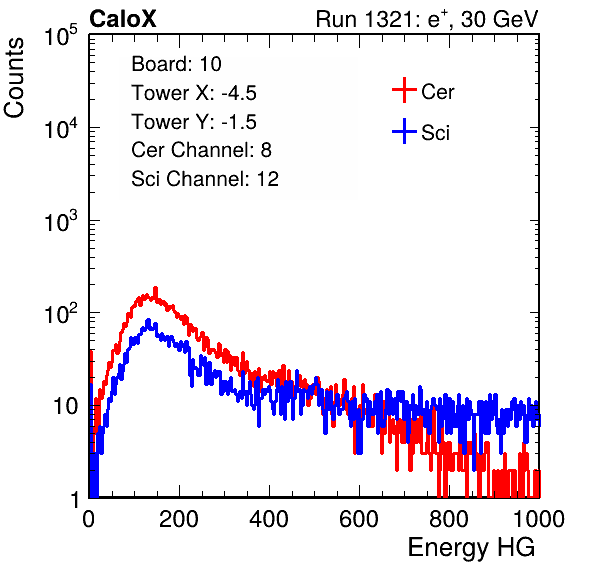 CaloX Run 1321: e⁺, 30 GeV
Counts
Board: 10
Tower X: -4.5
Tower Y: -1.5
Cer Channel: 8
Sci Channel: 12
Cer
Sci
10⁵
10⁴
10³
10²
10
1
0 200 400 600 800 1000
Energy HG